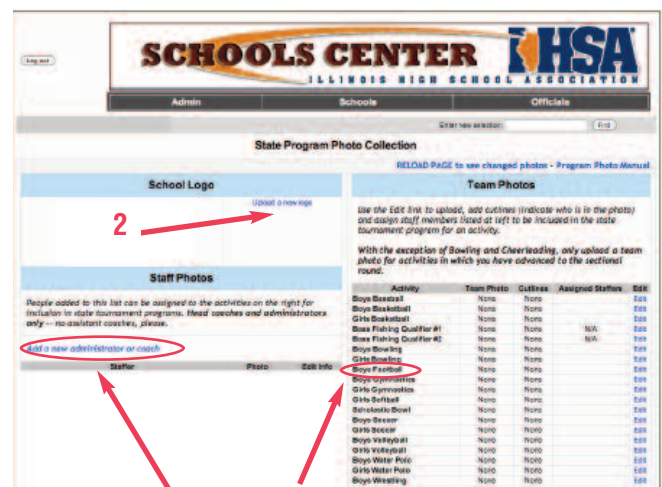 Log out
SCHOOLS CENTER IHSA
ILLINOIS HIGH SCHOOL ASSOCIATION
Admin Schools Officials
Enter new selection: Find
State Program Photo Collection
RELOAD PAGE to see changed photos - Program Photo Manual
School Logo
Upload a new logo
2
Staff Photos
People added to this list can be assigned to the activities on the right for
inclusion in state tournament programs. Head coaches and administrators
only -- no assistant coaches, please.
Add a new administrator or coach
Staffer Photo Edit Info
Team Photos
Use the Edit link to upload, add cutlines (indicate who is in the photo)
and assign staff members listed at left to be included in the state
tournament program for an activity.
With the exception of Bowling and Cheerleading, only upload a team
photo for activities in which you have advanced to the sectional
round.
Activity Team Photo Cutlines Assigned Staffers Edit
Boys Baseball None None Edit
Boys Basketball None None Edit
Girls Basketball None None Edit
Bass Fishing Qualifier #1 None None N/A Edit
Bass Fishing Qualifier #2 None None N/A Edit
Boys Bowling None None Edit
Girls Bowling None None Edit
Boys Football None None Edit
Boys Gymnastics None None Edit
Girls Gymnastics None None Edit
Girls Softball None None Edit
Scholastic Bowl None None Edit
Boys Soccer None None Edit
Girls Soccer None None Edit
Boys Volleyball None None Edit
Girls Volleyball None None Edit
Boys Water Polo None None Edit
Girls Water Polo None None Edit
Boys Wrestling None None Edit